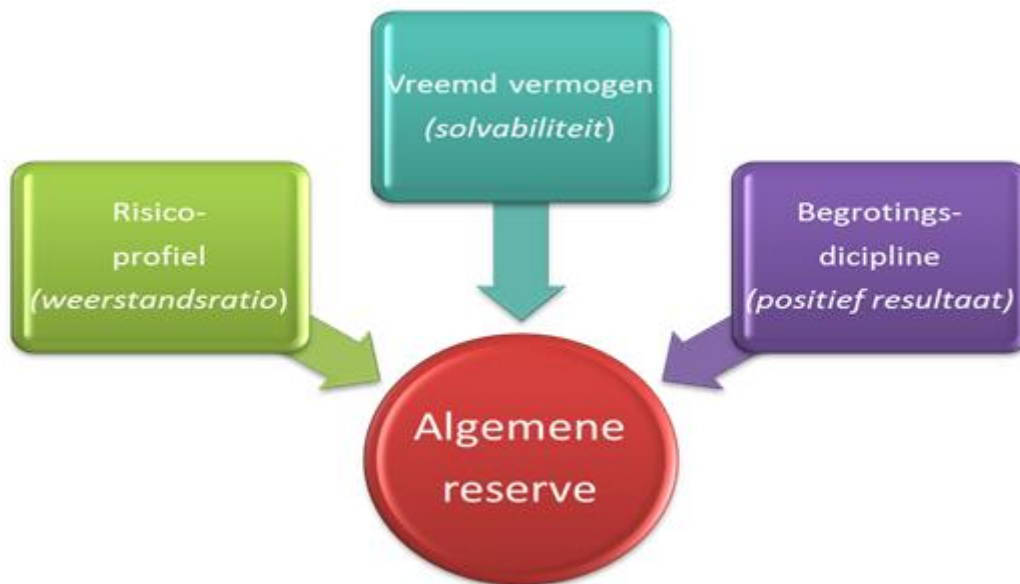 Vreemd vermogen
(solvabiliteit)
Risico-
profiel
(weerstandsratio)
Begrotings-
dicipline
(positief resultaat)
Algemene
reserve